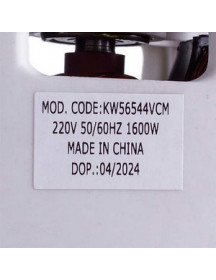 MOD. CODE:KW56544VCM
220V 50/60HZ 1600W
MADE IN CHINA
DOP.:04/2024